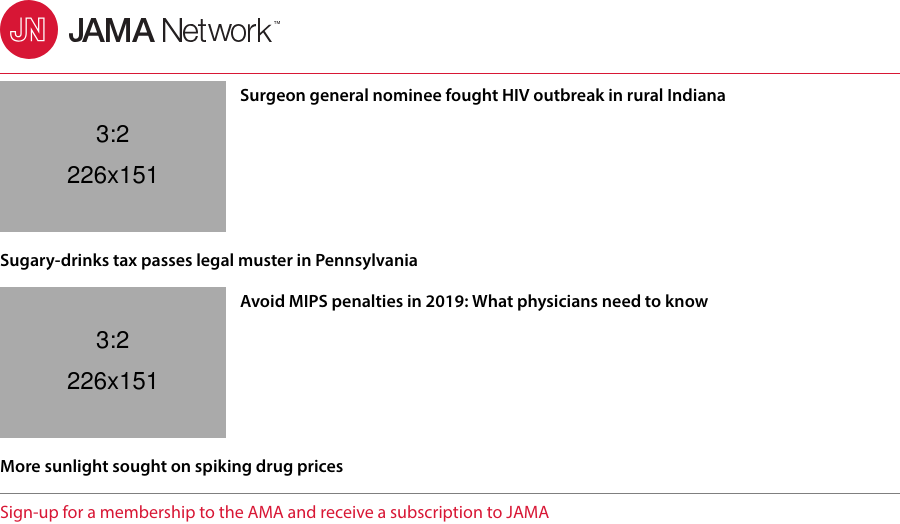 JN JAMA Network™
Surgeon general nominee fought HIV outbreak in rural Indiana
3:2
226x151
Sugary-drinks tax passes legal muster in Pennsylvania
Avoid MIPS penalties in 2019: What physicians need to know
3:2
226x151
More sunlight sought on spiking drug prices
Sign-up for a membership to the AMA and receive a subscription to JAMA